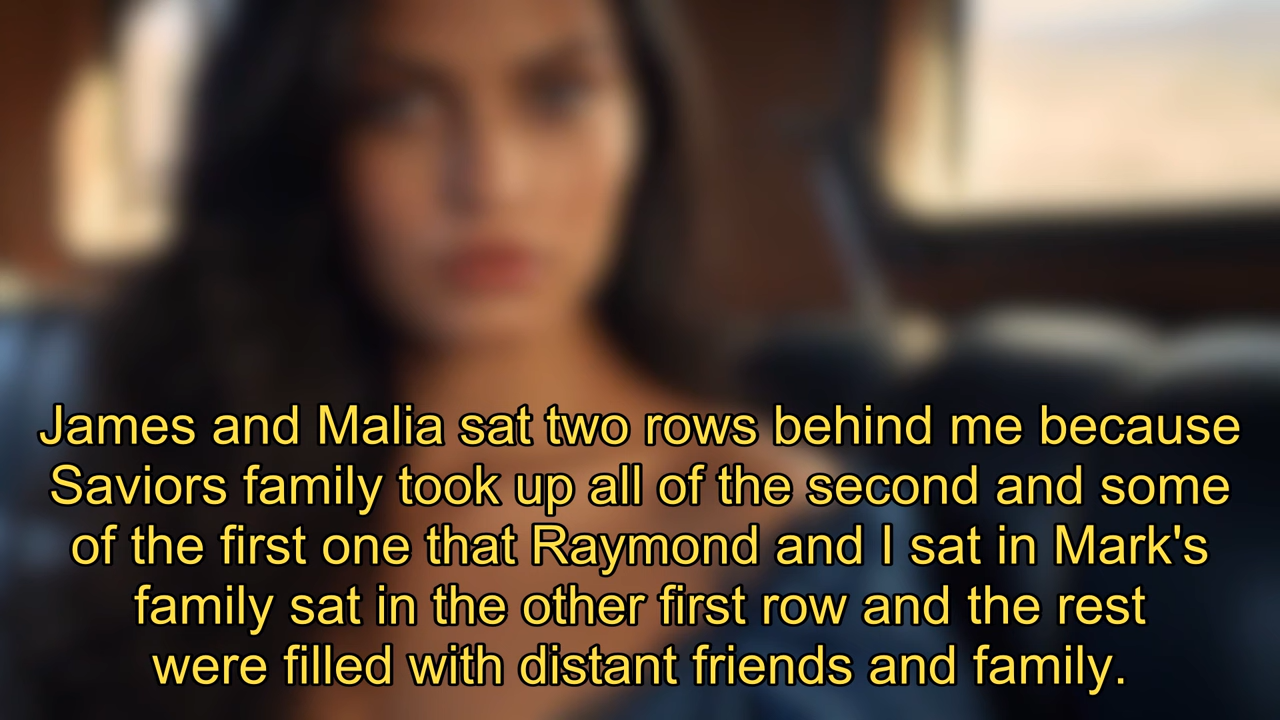 James and Malia sat two rows behind me because
Saviors family took up all of the second and some
of the first one that Raymond and I sat in Mark's
family sat in the other first row and the rest
were filled with distant friends and family.